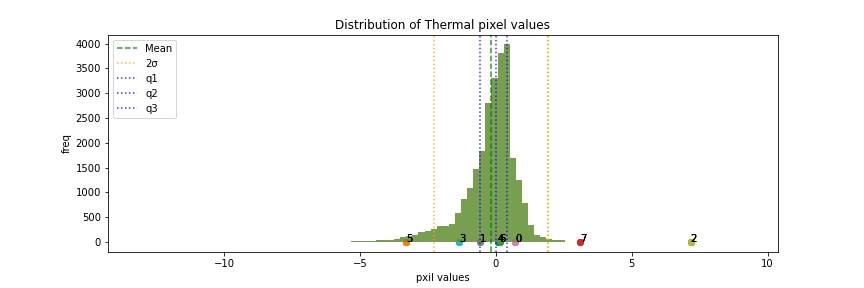 Distribution of Thermal pixel values
4000
3500
3000
2500
2000
1500
1000
500
0
freq
Mean
2σ
q1
q2
q3
5 3 1 4 0 7 2
−10 −5 0 5 10
pxil values